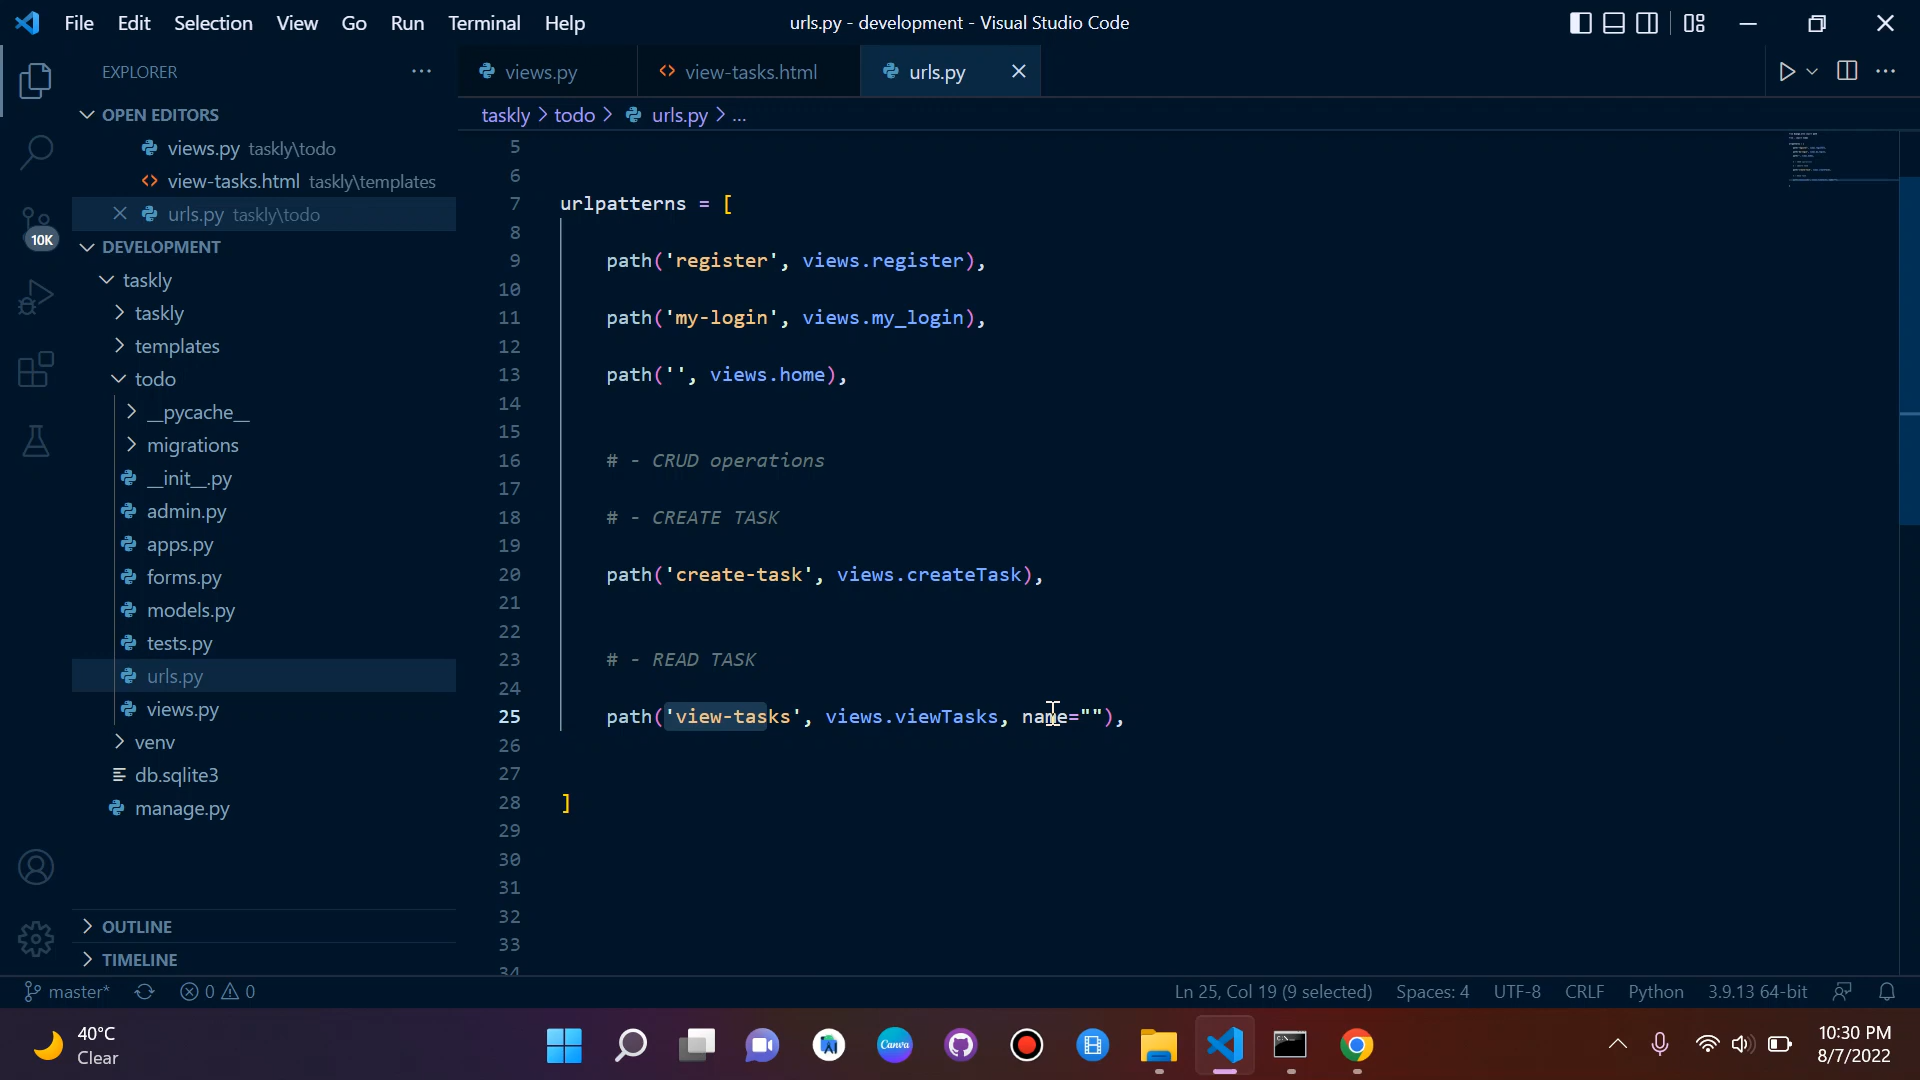 File Edit Selection View Go Run Terminal Help
urls.py - development - Visual Studio Code
EXPLORER
OPEN EDITORS
views.py taskly\todo
view-tasks.html taskly\templates
urls.py taskly\todo
DEVELOPMENT
taskly
taskly
templates
todo
__pycache__
migrations
__init__.py
admin.py
apps.py
forms.py
models.py
tests.py
urls.py
views.py
venv
db.sqlite3
manage.py
OUTLINE
TIMELINE
10K
views.py view-tasks.html urls.py
taskly > todo > urls.py > ...
5
6
7 urlpatterns = [
8
9 path('register', views.register),
10
11 path('my-login', views.my_login),
12
13 path('', views.home),
14
15
16 # - CRUD operations
17
18 # - CREATE TASK
19
20 path('create-task', views.createTask),
21
22
23 # - READ TASK
24
25 path('view-tasks', views.viewTasks, name=""),
26
27
28 ]
29
30
31
32
33
34
master* 0 0 Ln 25, Col 19 (9 selected) Spaces: 4 UTF-8 CRLF Python 3.9.13 64-bit
40°C
Clear
Canva
10:30 PM
8/7/2022